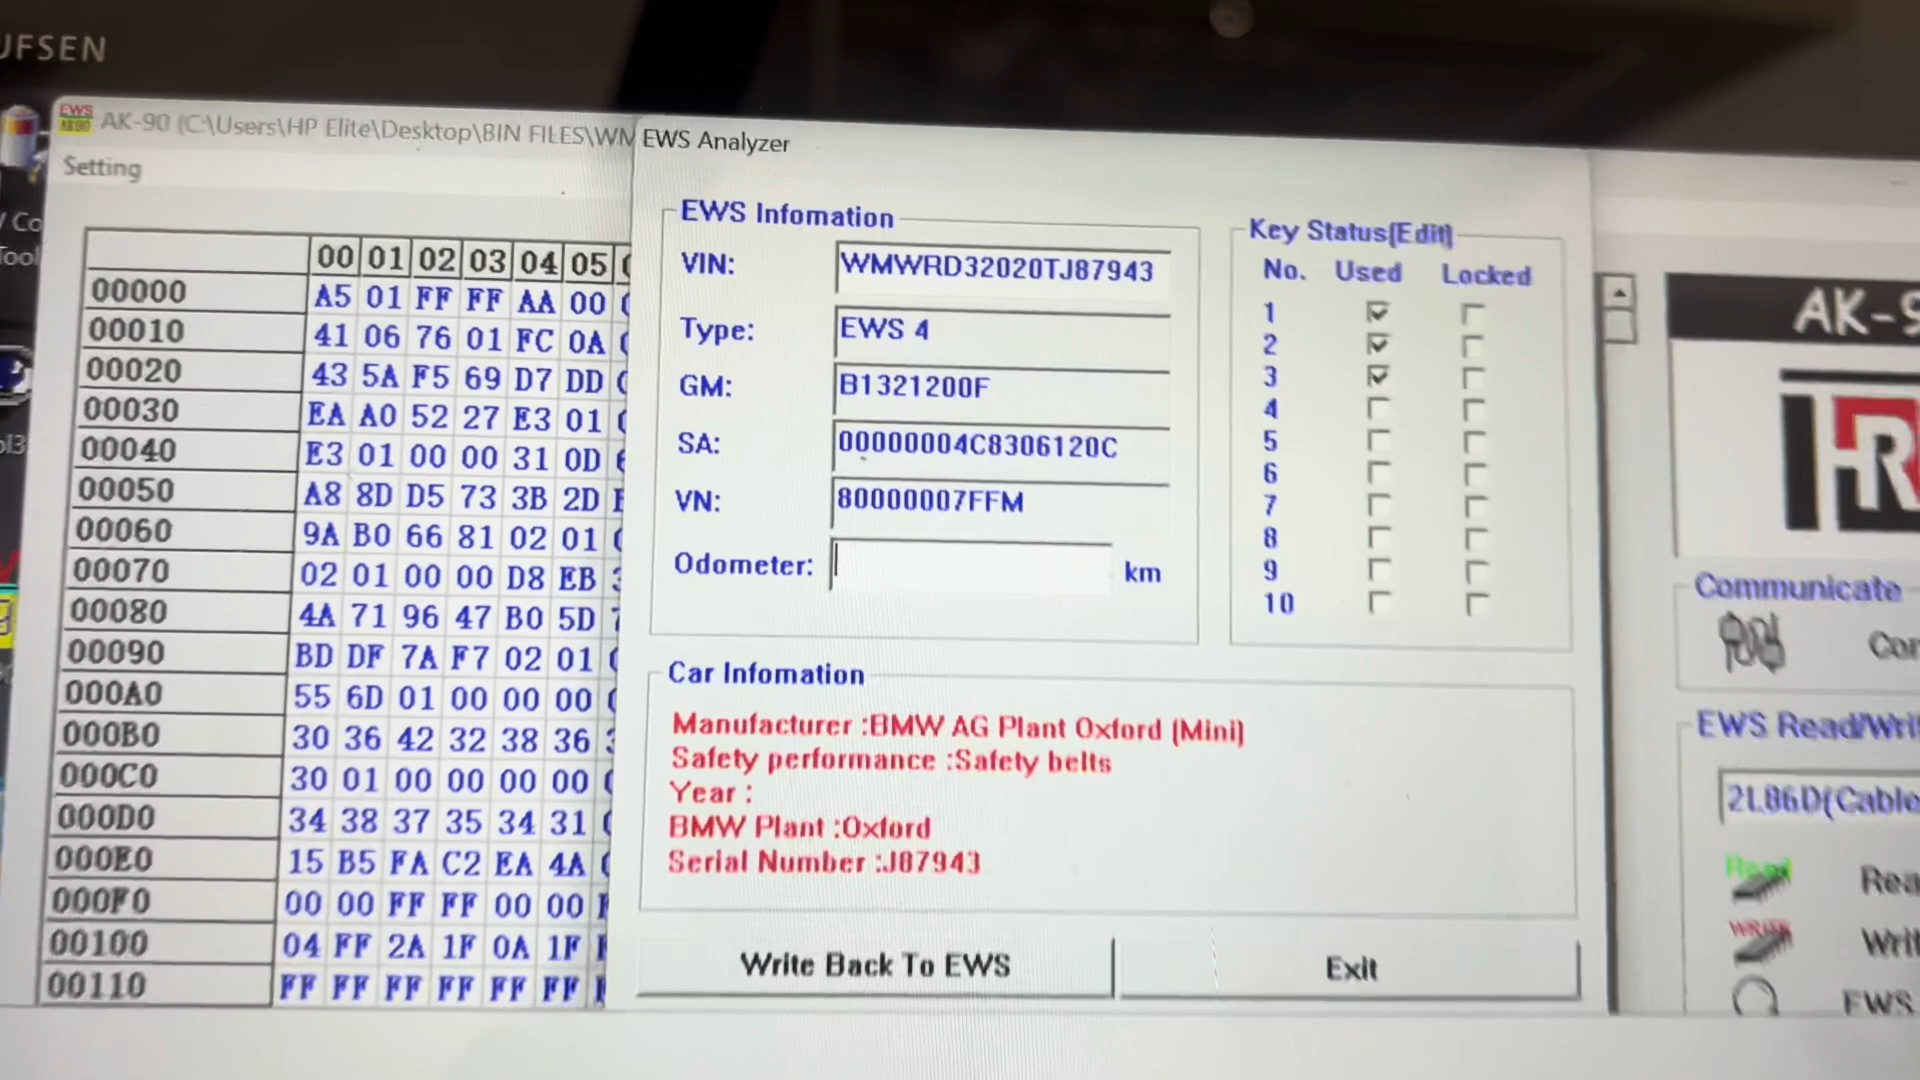 UFSEN
EWS
AK90
AK-90 (C:\Users\HP Elite\Desktop\BIN FILES\WM
Setting
00 01 02 03 04 05
00000 A5 01 FF FF AA 00
00010 41 06 76 01 FC 0A
00020 43 5A F5 69 D7 DD
00030 EA A0 52 27 E3 01
00040 E3 01 00 00 31 0D
00050 A8 8D D5 73 3B 2D
00060 9A B0 66 81 02 01
00070 02 01 00 00 D8 EB
00080 4A 71 96 47 B0 5D
00090 BD DF 7A F7 02 01
000A0 55 6D 01 00 00 00
000B0 30 36 42 32 38 36
000C0 30 01 00 00 00 00
000D0 34 38 37 35 34 31
000E0 15 B5 FA C2 EA 4A
000F0 00 00 FF FF 00 00
00100 04 FF 2A 1F 0A 1F
00110 FF FF FF FF FF FF
EWS Analyzer
EWS Infomation
VIN: WMWRD32020TJ87943
Type: EWS 4
GM: B1321200F
SA: 00000004C8306120C
VN: 80000007FFM
Odometer: km
Key Status(Edit)
No. Used Locked
1
2
3
4
5
6
7
8
9
10
Car Infomation
Manufacturer :BMW AG Plant Oxford (Mini)
Safety performance :Safety belts
Year :
BMW Plant :Oxford
Serial Number :J87943
Write Back To EWS
Exit
AK-9
Communicate
Con
EWS Read/Writ
2L86D(Cable
Read
Rea
WRITE
Writ
EWS